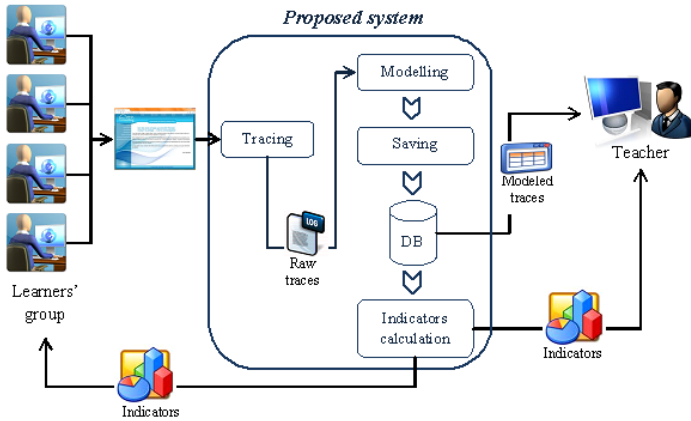 Proposed system
Modelling
Tracing
Saving
LOG
Raw
traces
DB
Modeled
traces
Teacher
Learners'
group
Indicators
calculation
Indicators
Indicators